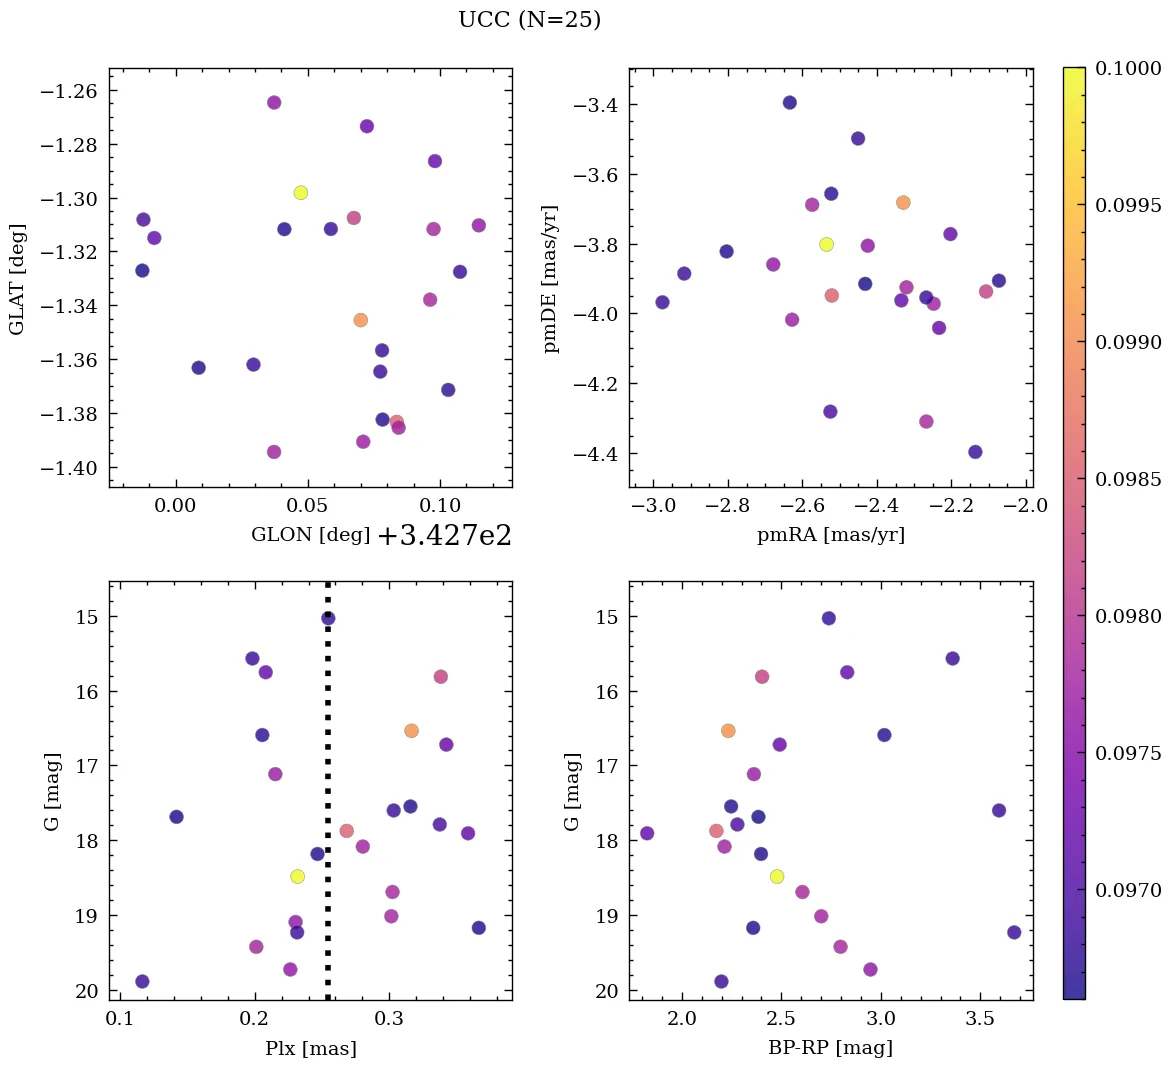 UCC (N=25)
−1.26
−1.28
−1.30
−1.32
−1.34
−1.36
−1.38
−1.40
GLAT [deg]
0.00 0.05 0.10
GLON [deg] +3.427e2
−3.4
−3.6
−3.8
−4.0
−4.2
−4.4
pmDE [mas/yr]
−3.0 −2.8 −2.6 −2.4 −2.2 −2.0
pmRA [mas/yr]
15
16
17
18
19
20
G [mag]
0.1 0.2 0.3
Plx [mas]
15
16
17
18
19
20
G [mag]
2.0 2.5 3.0 3.5
BP-RP [mag]
0.1000
0.0995
0.0990
0.0985
0.0980
0.0975
0.0970